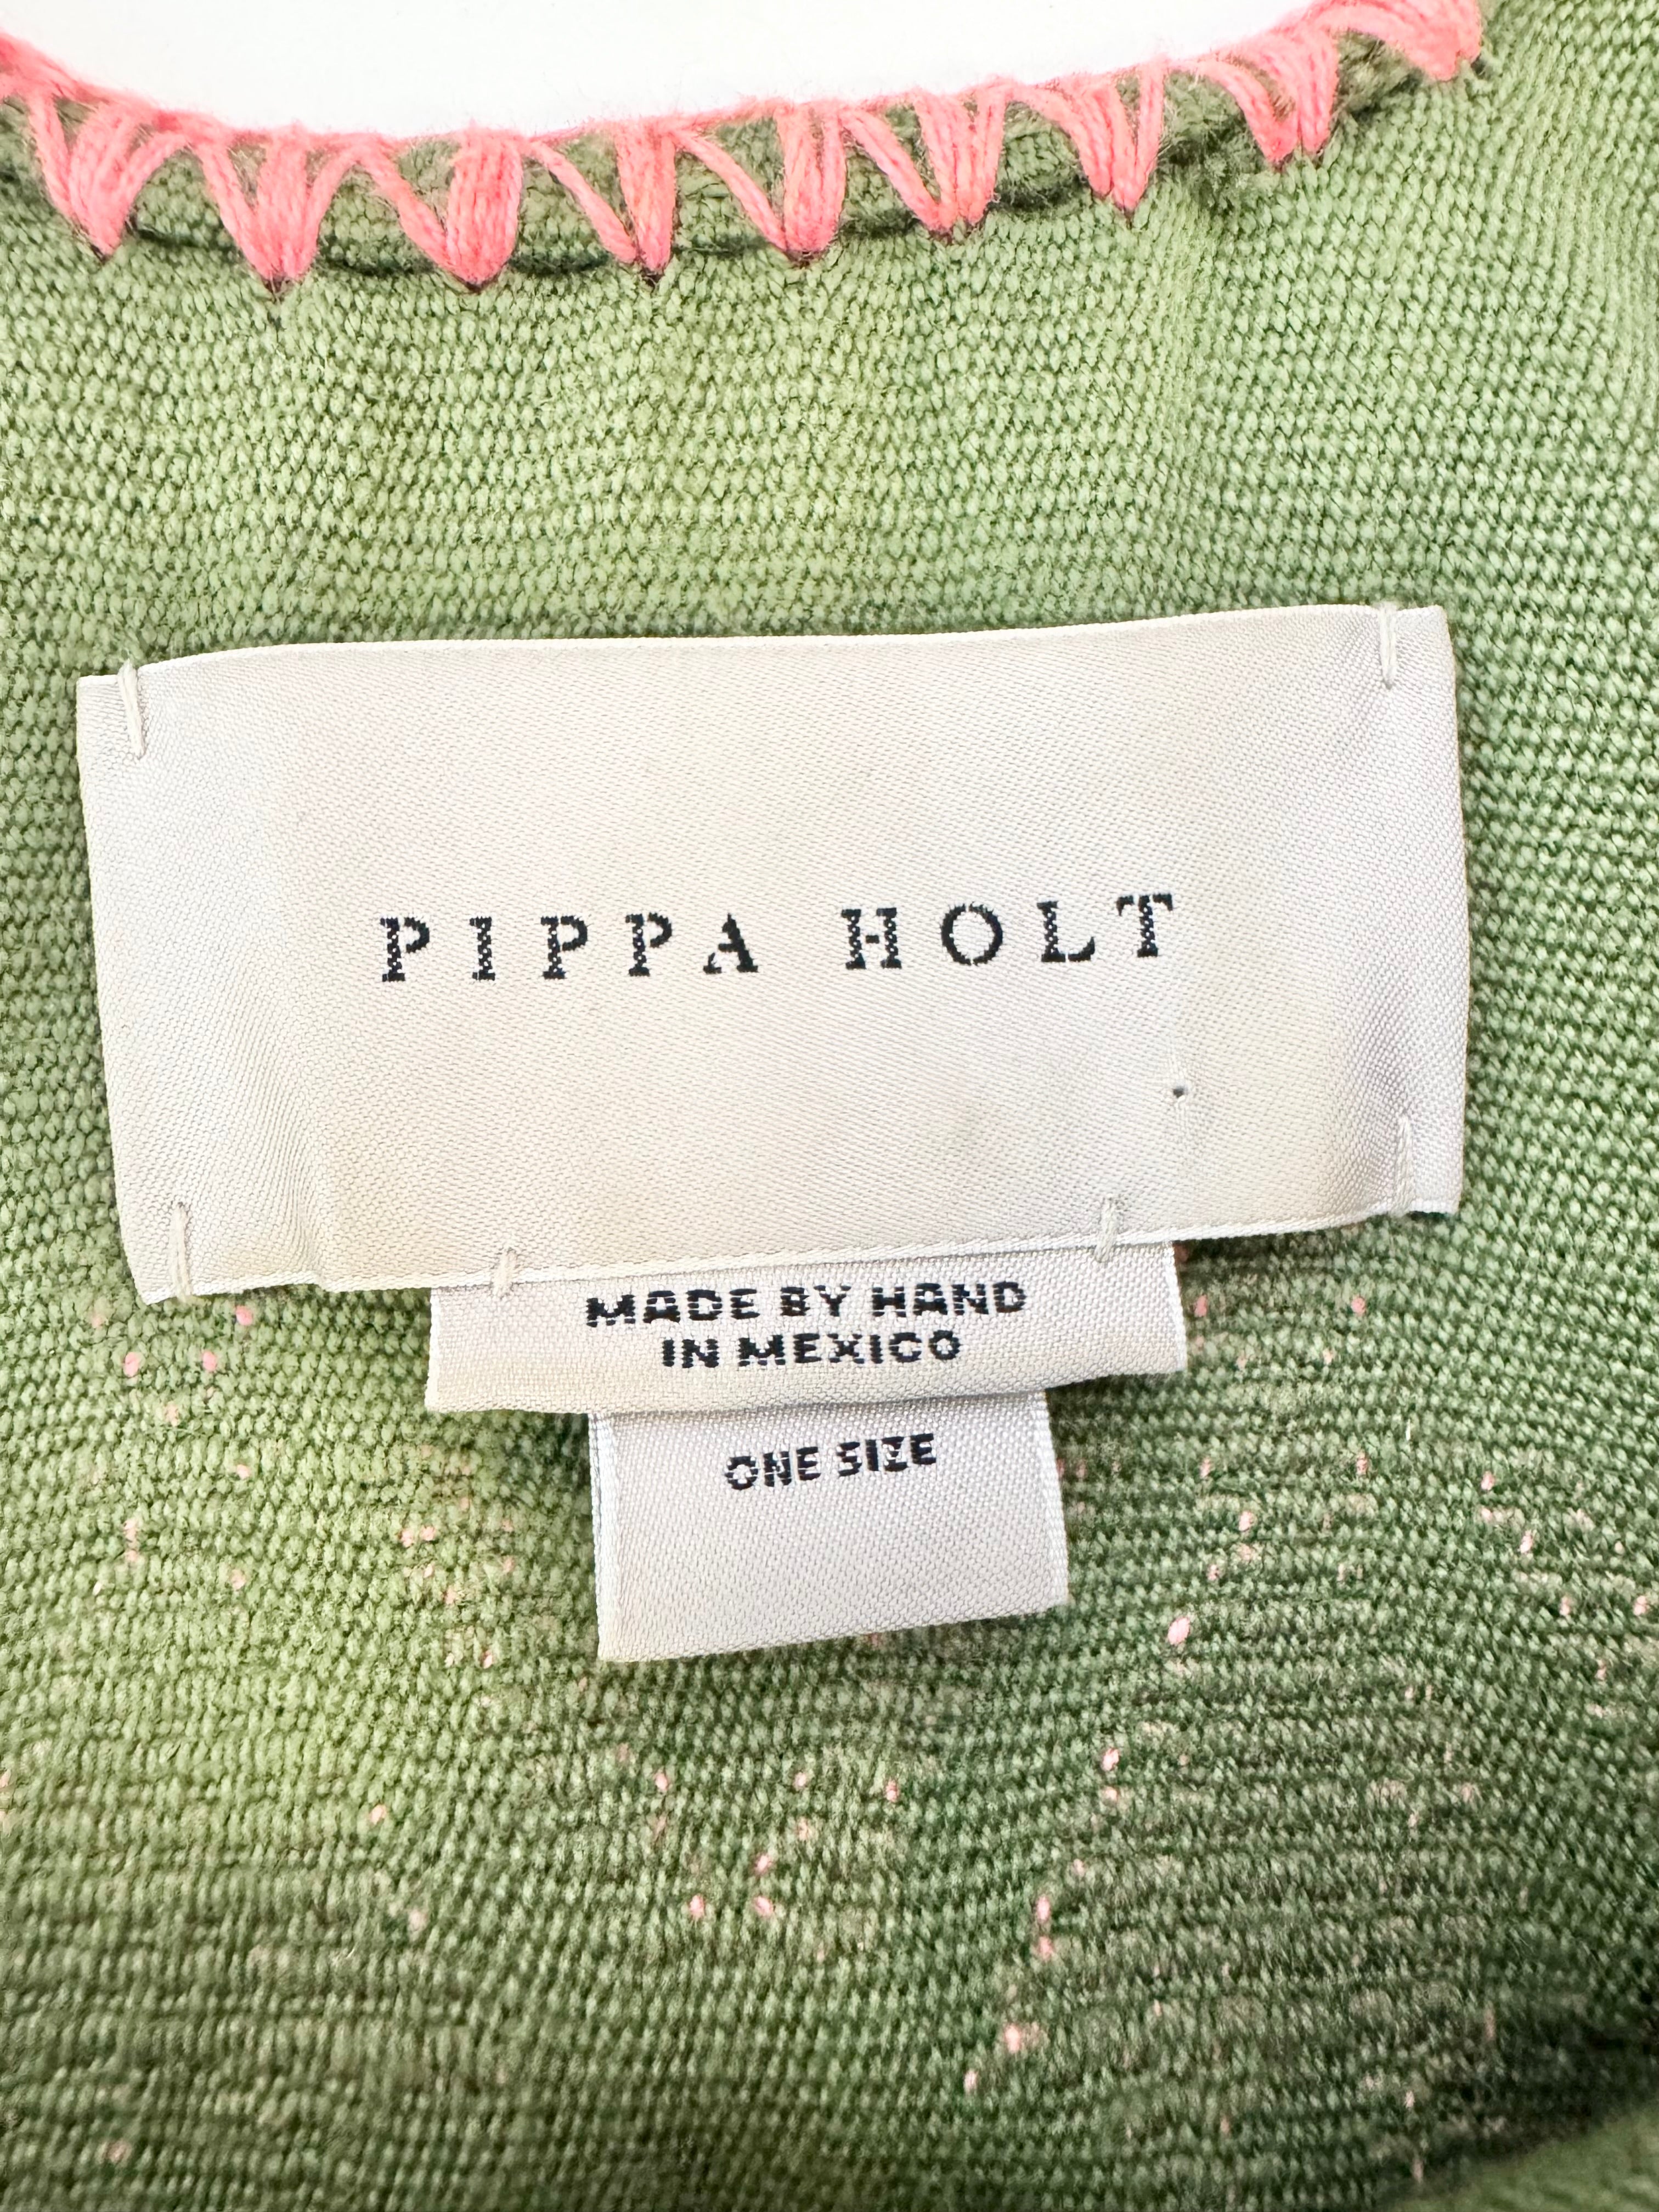 PIPPA HOLT
MADE BY HAND
IN MEXICO
ONE SIZE